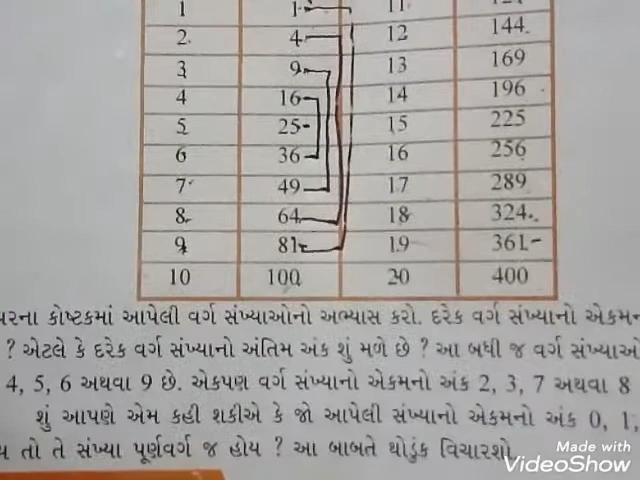 1 1 11
2 4 12 144
3 9 13 169
4 16 14 196
5 25 15 225
6 36 16 256
7 49 17 289
8 64 18 324
9 81 19 361
10 100 20 400
કોષ્ટકમાં આપેલી વર્ગ સંખ્યાઓનો અભ્યાસ કરો. દરેક વર્ગ સંખ્યાનો
? એટલે કે દરેક વર્ગ સંખ્યાનો અંતિમ અંક શું મળે છે ? આ બધી જ વર્ગ
4, 5, 6 અથવા 9 છે. એકપણ વર્ગ સંખ્યાનો એકમનો અંક 2, 3, 7 અથવા 8
શું આપણે એમ કહી શકીએ કે જો આપેલી સંખ્યાનો એકમનો અંક 0, 1,
તો તે સંખ્યા પૂર્ણવર્ગ જ હોય ? આ બાબતે થોડુંક વિચારશો.
Made with
VideoShow